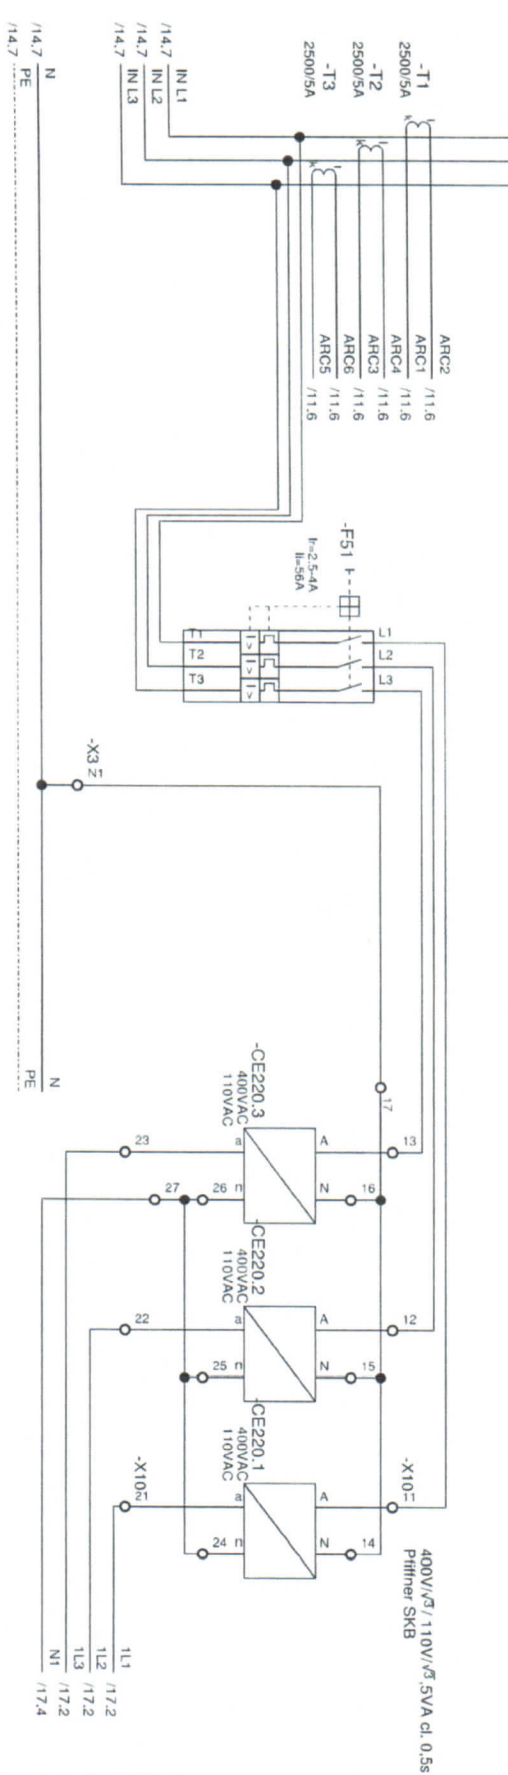 -T1
2500/5A
-T2
2500/5A
-T3
2500/5A
k
l
k
l
k
l
/14.7 IN L1
/14.7 IN L2
/14.7 IN L3
/14.7 N
/14.7 PE
ARC2 /11.6
ARC1 /11.6
ARC4 /11.6
ARC3 /11.6
ARC6 /11.6
ARC5 /11.6
-F51
Ir=2.5-4A
Ii=56A
T1
T2
T3
I>
I>
I>
L1
L2
L3
-X3
N1
N
PE
17
-CE220.3
400VAC
110VAC
23
a
A
13
27
26
n
N
16
-CE220.2
400VAC
110VAC
22
a
A
12
25
n
N
15
-CE220.1
400VAC
110VAC
-X10
21
a
A
-X10
11
24
n
N
14
400V/√3 / 110V/√3,5VA cl. 0,5s
Pfiffner SKB
1L1 /17.2
1L2 /17.2
1L3 /17.2
N1 /17.4